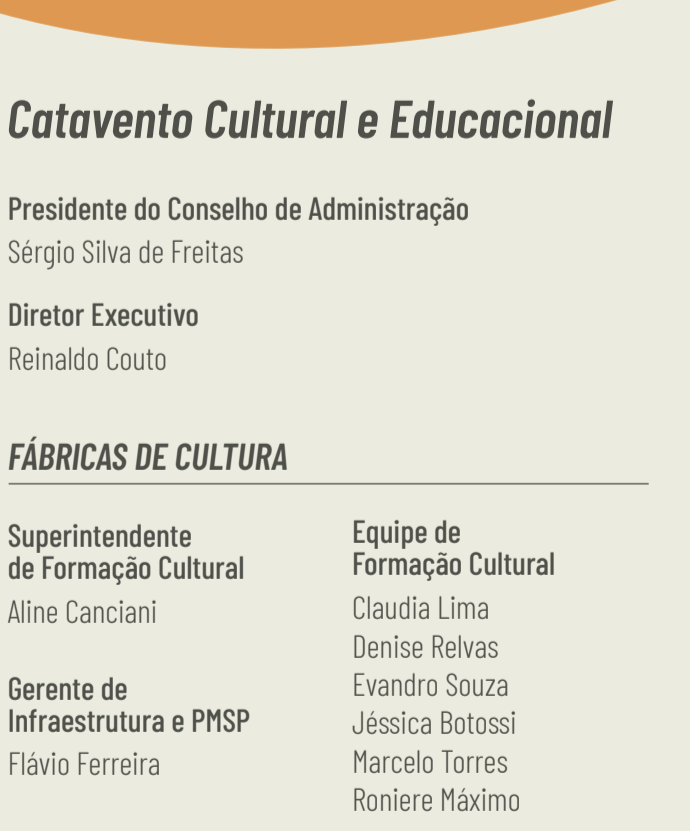 Catavento Cultural e Educacional
Presidente do Conselho de Administração
Sérgio Silva de Freitas
Diretor Executivo
Reinaldo Couto
FÁBRICAS DE CULTURA
Superintendente
de Formação Cultural
Aline Canciani
Gerente de
Infraestrutura e PMSP
Flávio Ferreira
Equipe de
Formação Cultural
Claudia Lima
Denise Relvas
Evandro Souza
Jéssica Botossi
Marcelo Torres
Roniere Máximo